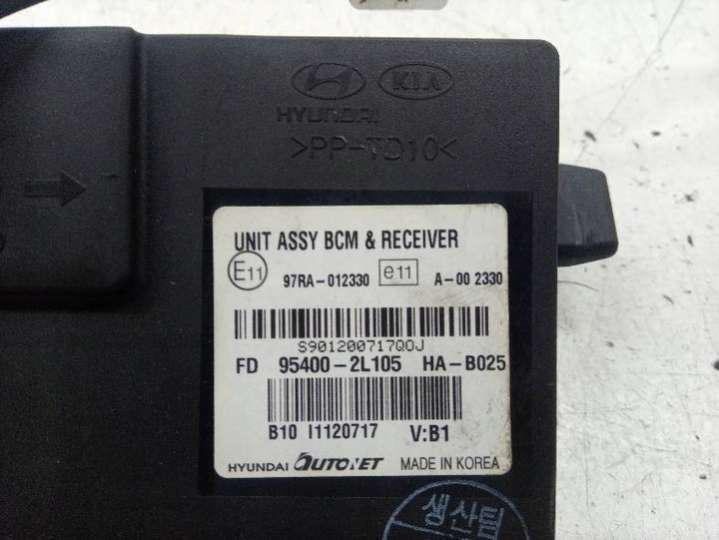 KIA
HYUNDAI
>PP-TD10<
UNIT ASSY BCM & RECEIVER
E11 97RA-012330 e11 A-00 2330
S901200717QOJ
FD 95400-2L105 HA-B025
B10 I1120717 V:B1
HYUNDAI AUTONET MADE IN KOREA
생산팀